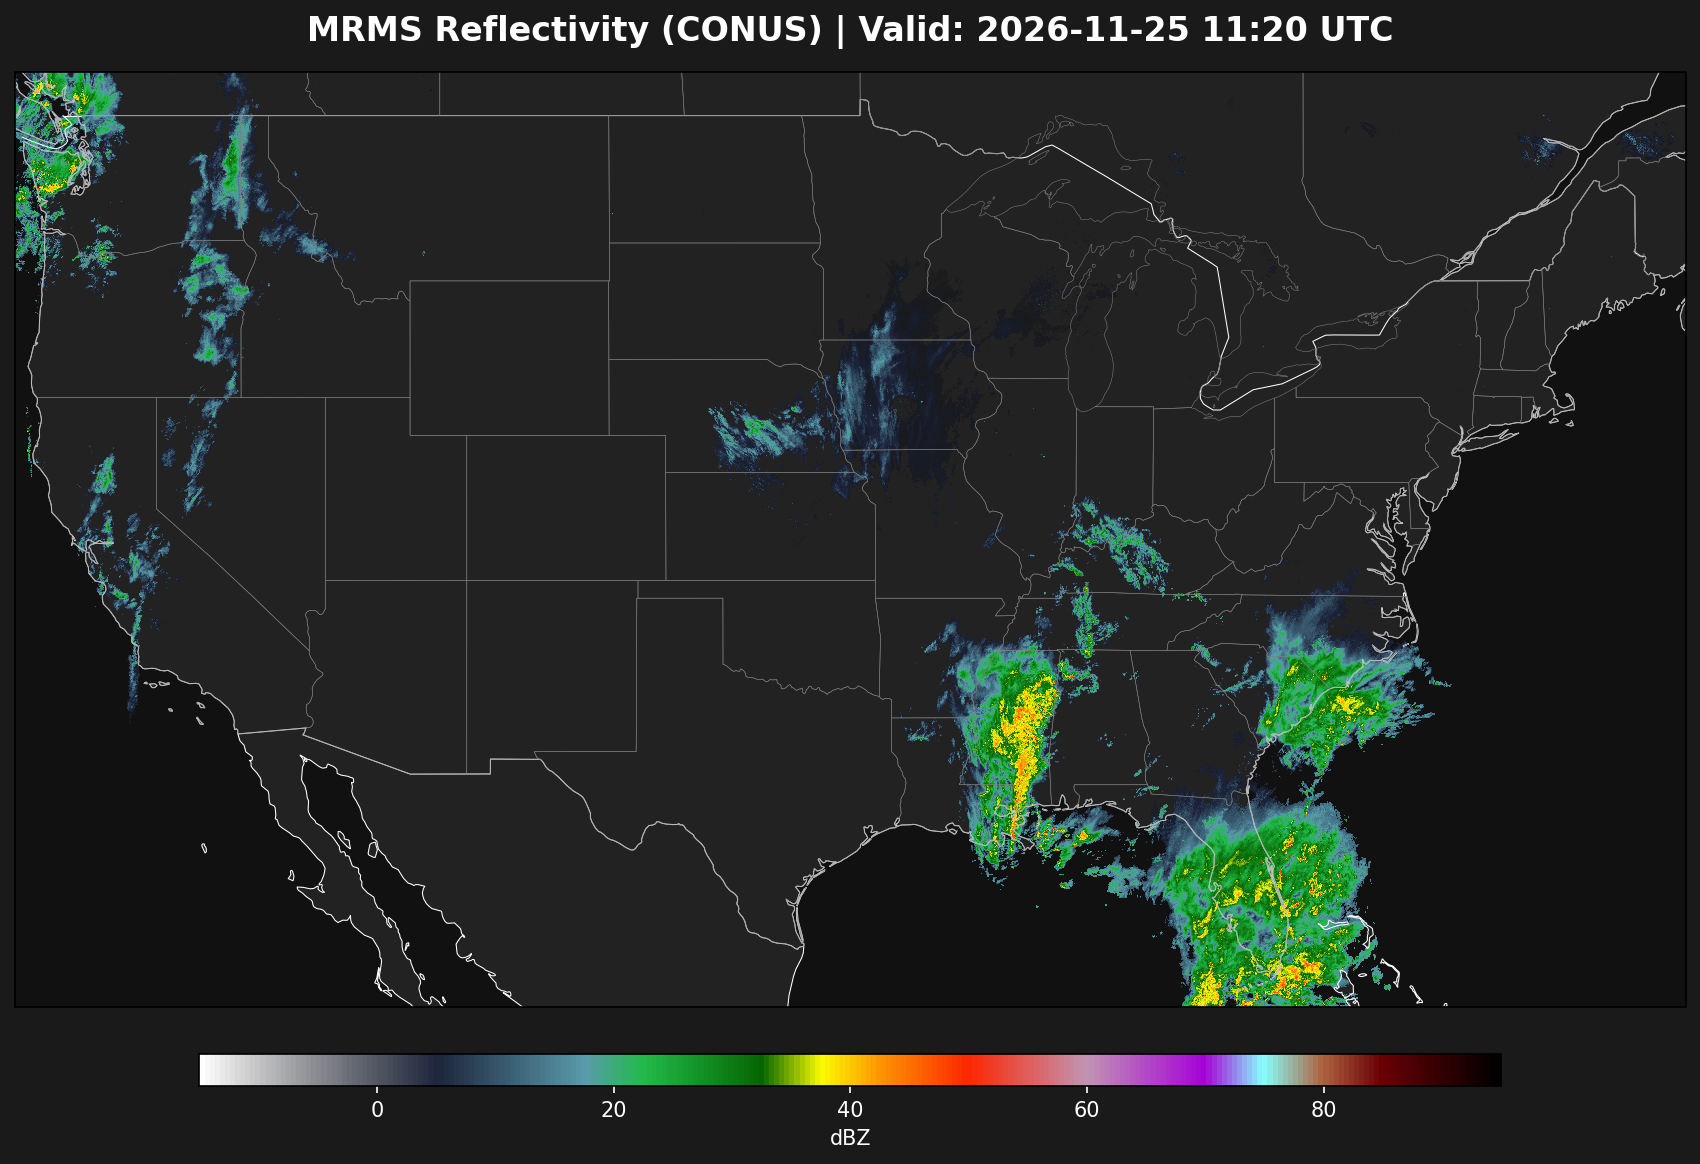 MRMS Reflectivity (CONUS) | Valid: 2026-11-25 11:20 UTC
0 20 40 60 80
dBZ